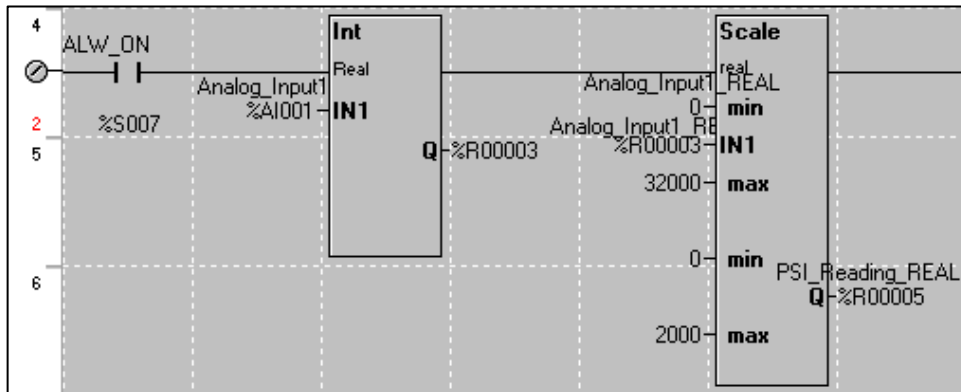 4
ALW_ON
%S007
2
5
6
Int
Real
Analog_Input1
%AI001
IN1
Q
%R00003
Scale
real
Analog_Input1_REAL
0
min
Analog_Input1_RE
%R00003
IN1
32000
max
0
min
PSI_Reading_REAL
Q
%R00005
2000
max